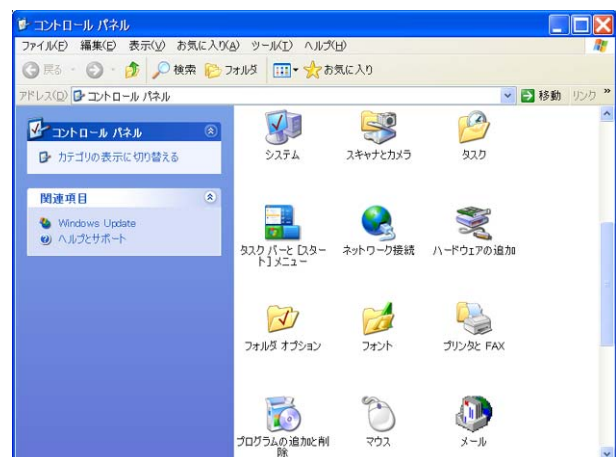 コントロール パネル
ファイル(F) 編集(E) 表示(V) お気に入り(A) ツール(T) ヘルプ(H)
戻る 検索 フォルダ お気に入り
アドレス(D) コントロール パネル 移動 リンク »
コントロール パネル
カテゴリの表示に切り替える
関連項目
Windows Update
ヘルプとサポート
システム スキャナとカメラ タスク
タスク バーと [スター
ト] メニュー
ネットワーク接続 ハードウェアの追加
フォルダ オプション フォント プリンタと FAX
プログラムの追加と削
除
マウス メール